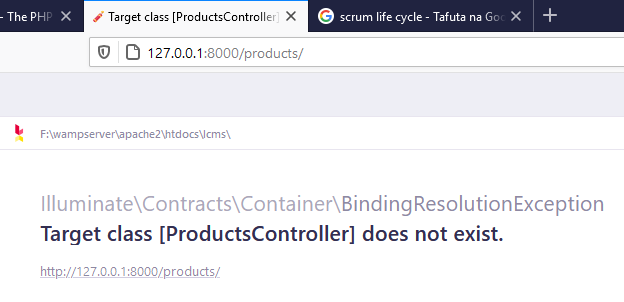 - The PHP
Target class [ProductsController]
scrum life cycle - Tafuta na Goo
127.0.0.1:8000/products/
F:\wampserver\apache2\htdocs\lcms\
Illuminate\Contracts\Container\BindingResolutionException
Target class [ProductsController] does not exist.
http://127.0.0.1:8000/products/